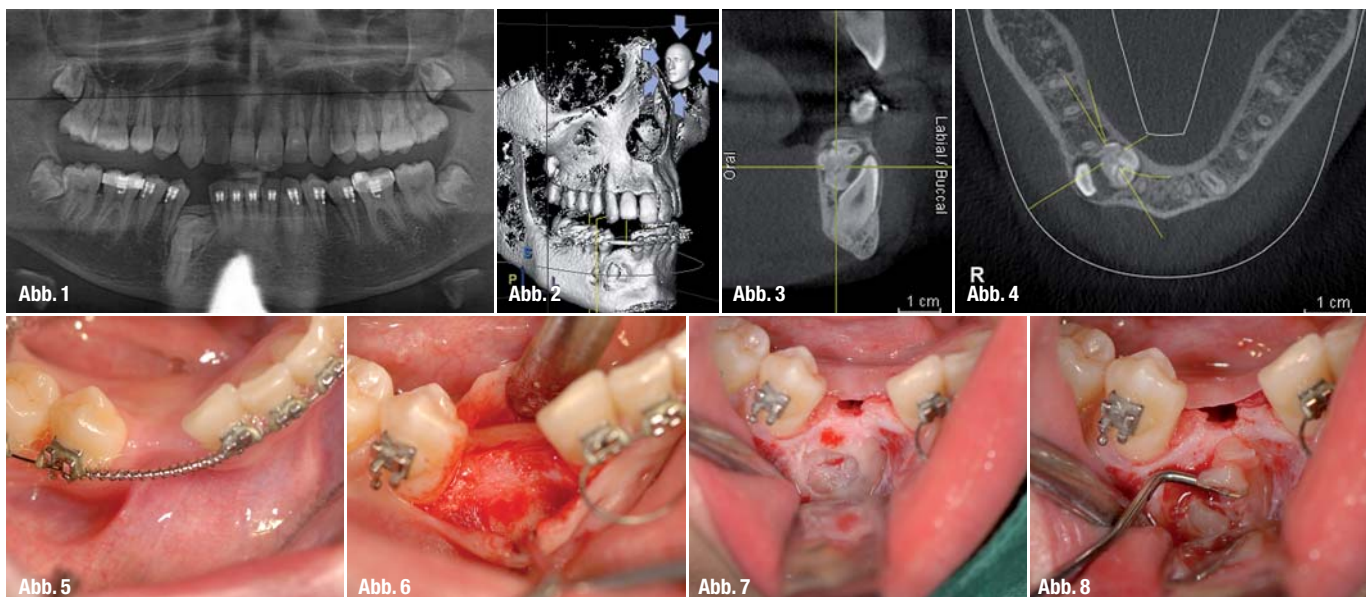 Abb. 1
Abb. 2
S
P
L
Abb. 3
Oral
Labial / Buccal
1 cm
Abb. 4
R
1 cm
Abb. 5
Abb. 6
Abb. 7
Abb. 8